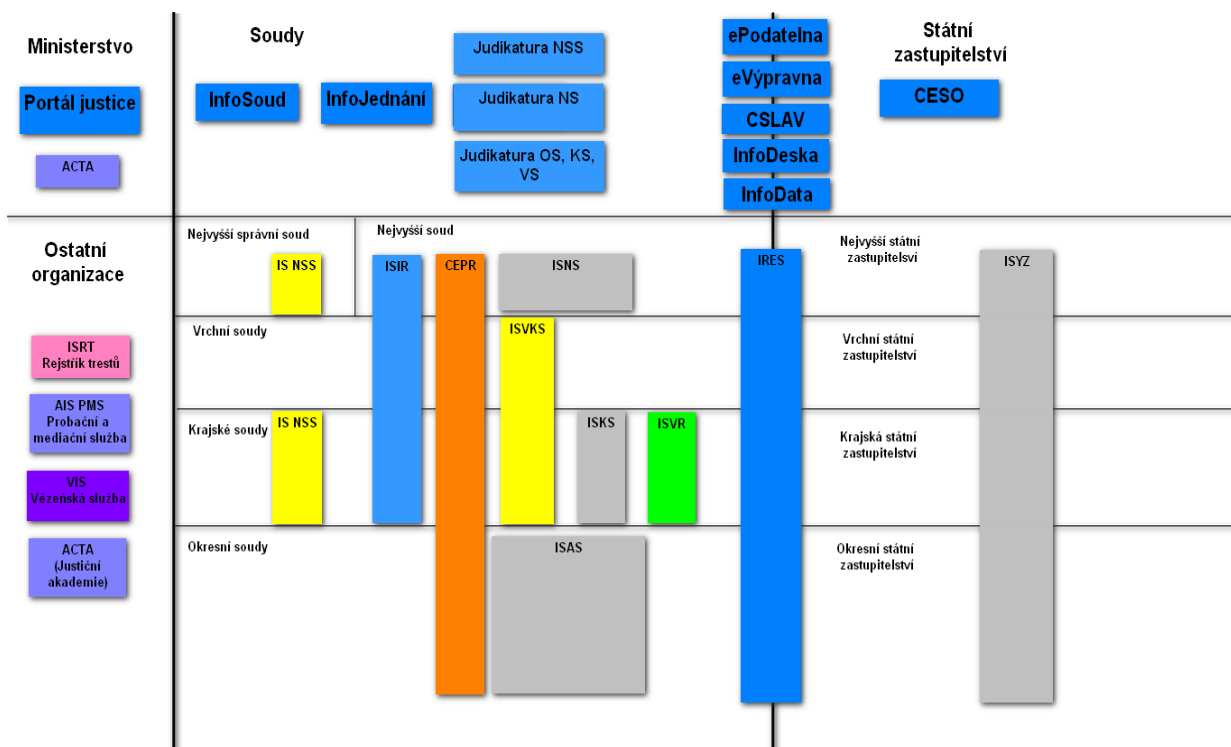 Ministerstvo
Portál justice
ACTA
Soudy
InfoSoud
InfoJednání
Judikatura NSS
Judikatura NS
Judikatura OS, KS,
VS
ePodatelna
eVýpravna
CSLAV
InfoDeska
InfoData
Státní
zastupitelství
CESO
Ostatní
organizace
ISRT
Rejstřík trestů
AIS PMS
Probační a
mediační služba
VIS
Vězeňská služba
ACTA
(Justiční
akademie)
Nejvyšší správní soud
IS NSS
Nejvyšší soud
ISIR
CEPR
ISNS
IRES
Nejvyšší státní
zastupitelsví
ISYZ
Vrchní soudy
ISVKS
Vrchní státní
zastupitelství
Krajské soudy
IS NSS
ISKS
ISVR
Krajská státní
zastupitelství
Okresní soudy
ISAS
Okresní státní
zastupitelství